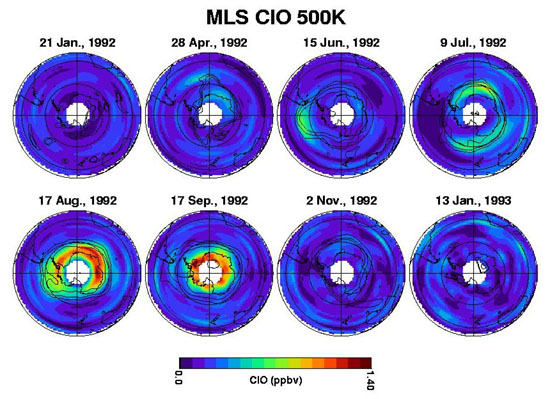 MLS ClO 500K
21 Jan., 1992
28 Apr., 1992
15 Jun., 1992
9 Jul., 1992
17 Aug., 1992
17 Sep., 1992
2 Nov., 1992
13 Jan., 1993
0.0
ClO (ppbv)
1.40